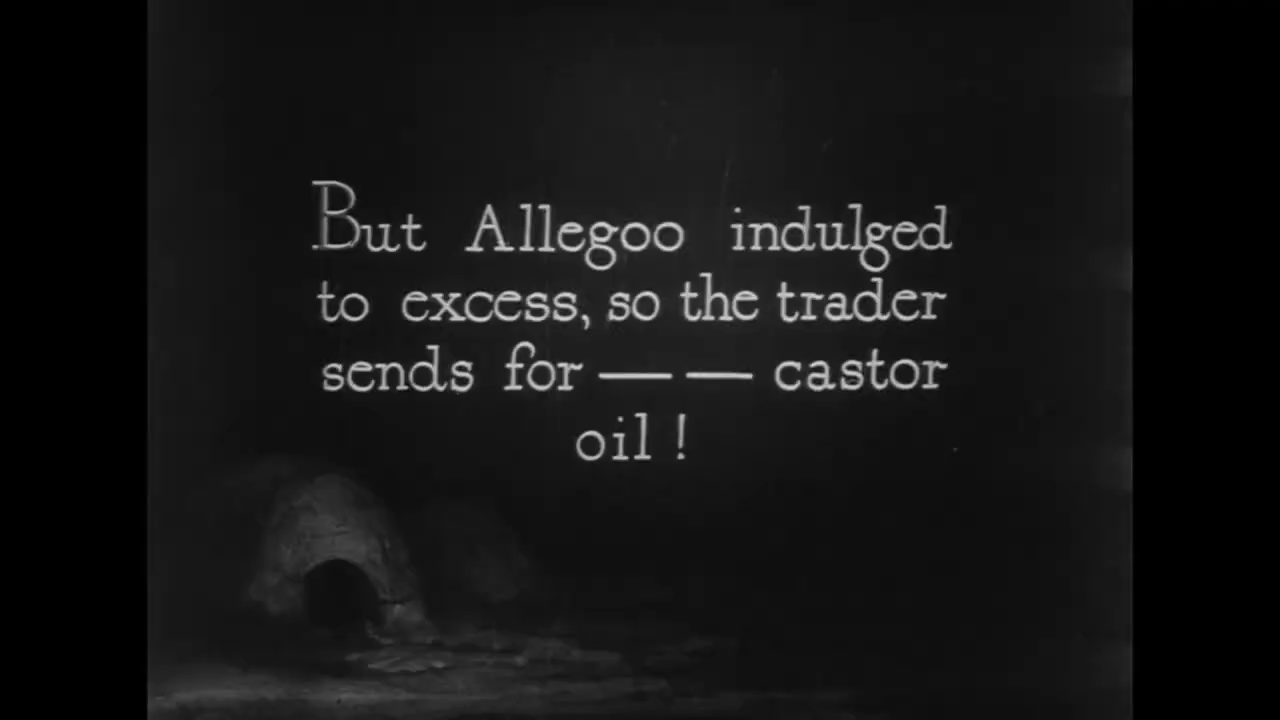 But Allegoo indulged
to excess, so the trader
sends for — — castor
oil !